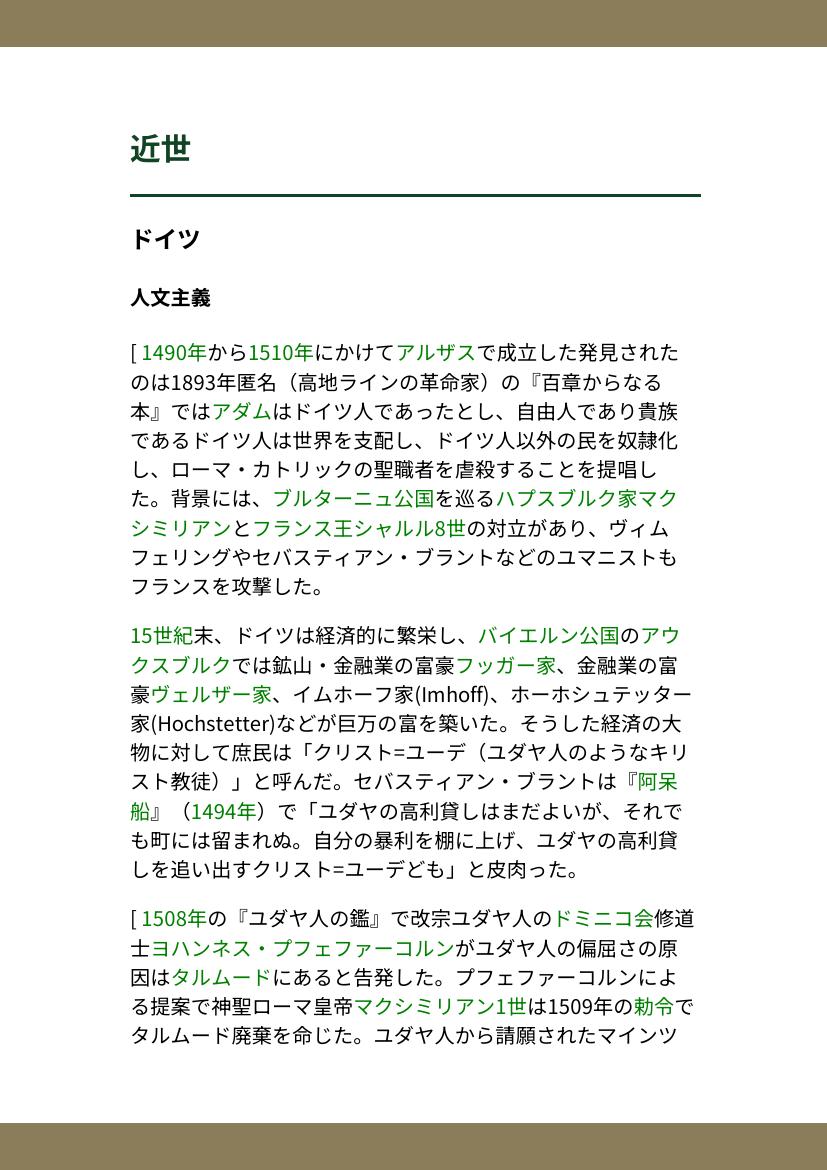 近世
ドイツ
人文主義
[ 1490年から1510年にかけてアルザスで成立した発見された
のは1893年匿名（高地ラインの革命家）の『百章からなる
本』ではアダムはドイツ人であったとし、自由人であり貴族
であるドイツ人は世界を支配し、ドイツ人以外の民を奴隷化
し、ローマ・カトリックの聖職者を虐殺することを提唱し
た。背景には、ブルターニュ公国を巡るハプスブルク家マク
シミリアンとフランス王シャルル8世の対立があり、ヴィム
フェリングやセバスティアン・ブラントなどのユマニストも
フランスを攻撃した。
15世紀末、ドイツは経済的に繁栄し、バイエルン公国のアウ
クスブルクでは鉱山・金融業の富豪フッガー家、金融業の富
豪ヴェルザー家、イムホーフ家(Imhoff)、ホーホシュテッター
家(Hochstetter)などが巨万の富を築いた。そうした経済の大
物に対して庶民は「クリスト=ユーデ（ユダヤ人のようなキリ
スト教徒）」と呼んだ。セバスティアン・ブラントは『阿呆
船』（1494年）で「ユダヤの高利貸しはまだよいが、それで
も町には留まれぬ。自分の暴利を棚に上げ、ユダヤの高利貸
しを追い出すクリスト=ユーデども」と皮肉った。
[ 1508年の『ユダヤ人の鑑』で改宗ユダヤ人のドミニコ会修道
士ヨハンネス・プフェファーコルンがユダヤ人の偏屈さの原
因はタルムードにあると告発した。プフェファーコルンによ
る提案で神聖ローマ皇帝マクシミリアン1世は1509年の勅令で
タルムード廃棄を命じた。ユダヤ人から請願されたマインツ